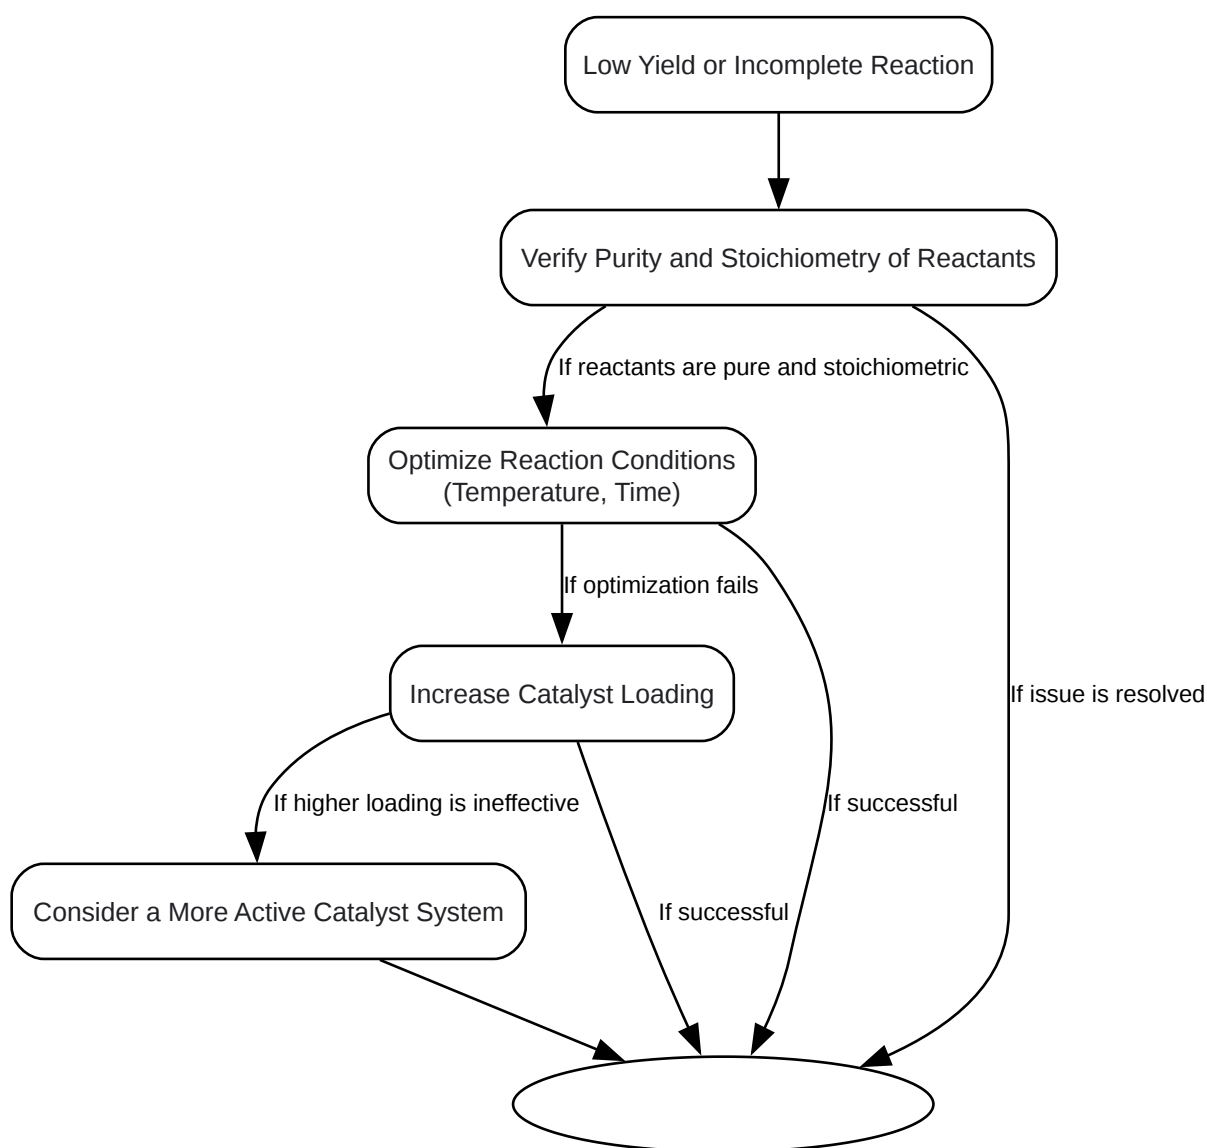 Low Yield or Incomplete Reaction
Verify Purity and Stoichiometry of Reactants
If reactants are pure and stoichiometric
Optimize Reaction Conditions
(Temperature, Time)
If optimization fails
Increase Catalyst Loading
If issue is resolved
If higher loading is ineffective
If successful
Consider a More Active Catalyst System
If successful